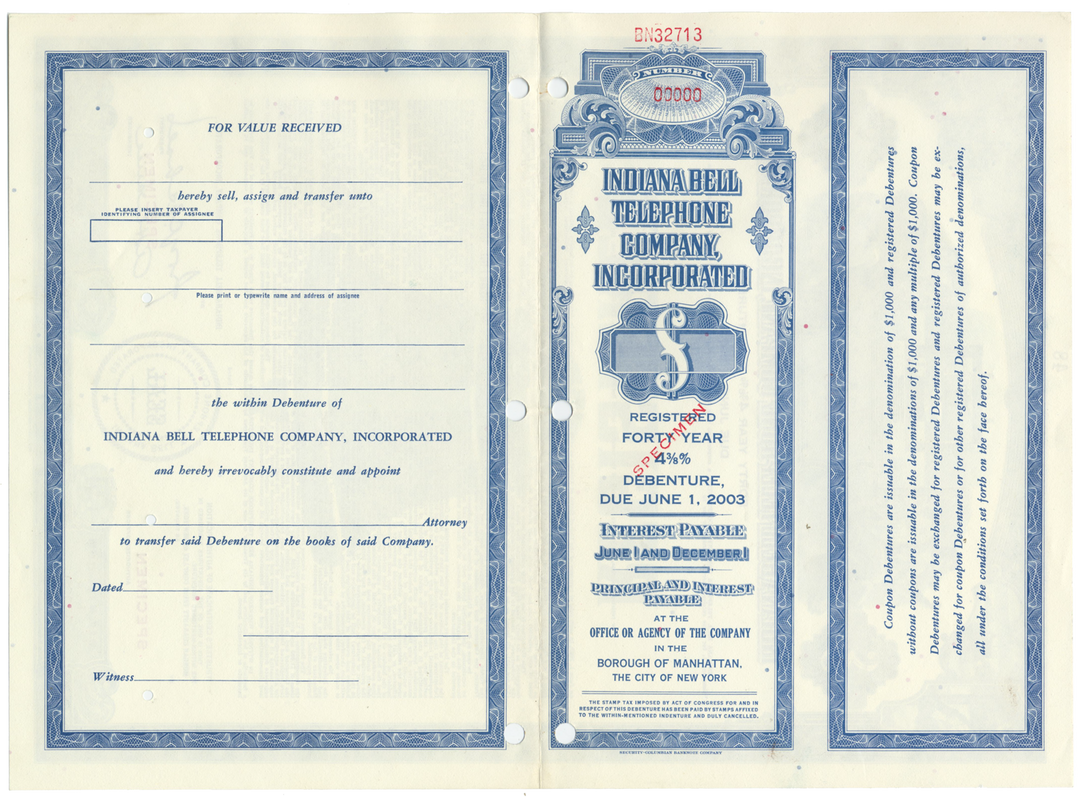 FOR VALUE RECEIVED
hereby sell, assign and transfer unto
PLEASE INSERT TAXPAYER
IDENTIFYING NUMBER OF ASSIGNEE
Please print or typewrite name and address of assignee
the within Debenture of
INDIANA BELL TELEPHONE COMPANY, INCORPORATED
and hereby irrevocably constitute and appoint
Attorney
to transfer said Debenture on the books of said Company.
Dated
Witness
BN32713
NUMBER
00000
INDIANA BELL
TELEPHONE
COMPANY,
INCORPORATED
$
REGISTERED
FORTY YEAR
4⅜%
SPECIMEN
DEBENTURE,
DUE JUNE 1, 2003
INTEREST PAYABLE
JUNE 1 AND DECEMBER 1
PRINCIPAL AND INTEREST
PAYABLE
AT THE
OFFICE OR AGENCY OF THE COMPANY
IN THE
BOROUGH OF MANHATTAN,
THE CITY OF NEW YORK
THE STAMP TAX IMPOSED BY ACT OF CONGRESS FOR AND IN
RESPECT OF THIS DEBENTURE HAS BEEN PAID BY STAMPS AFFIXED
TO THE WITHIN-MENTIONED INDENTURE AND DULY CANCELLED.
SECURITY-COLUMBIAN BANKNOTE COMPANY
Coupon Debentures are issuable in the denomination of $1,000 and registered Debentures
without coupons are issuable in the denominations of $1,000 and any multiple of $1,000. Coupon
Debentures may be exchanged for registered Debentures and registered Debentures may be ex-
changed for coupon Debentures or for other registered Debentures of authorized denominations,
all under the conditions set forth on the face hereof.